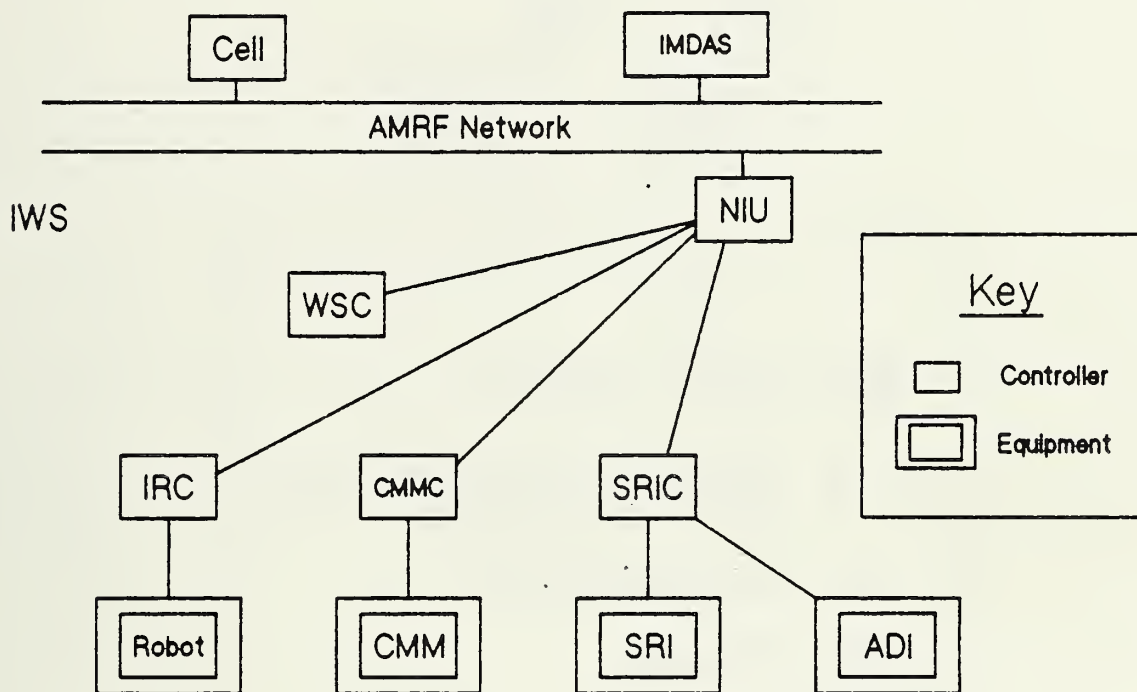 Cell
IMDAS
AMRF Network
IWS
NIU
WSC
Key
Controller
Equipment
IRC
CMMC
SRIC
Robot
CMM
SRI
ADI